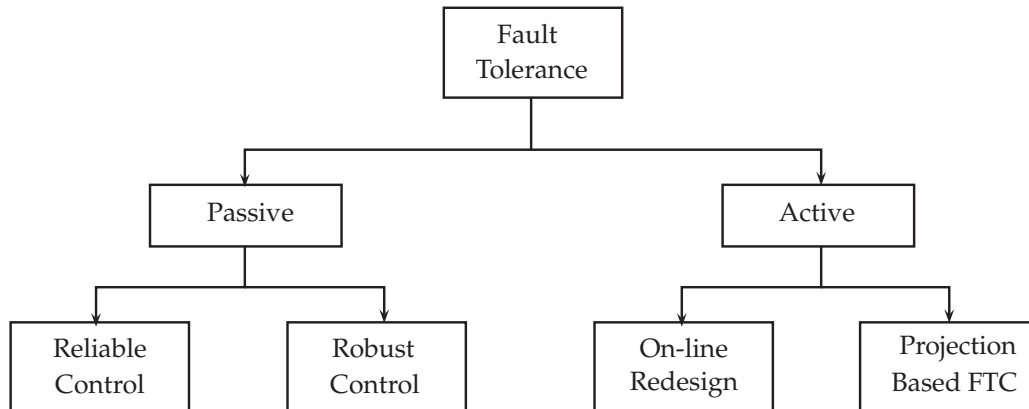 Fault
Tolerance
Passive
Active
Reliable
Control
Robust
Control
On-line
Redesign
Projection
Based FTC